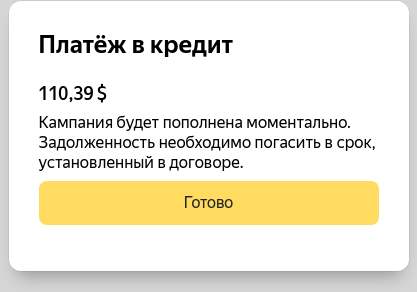 Платёж в кредит
110,39 $
Кампания будет пополнена моментально.
Задолженность необходимо погасить в срок,
установленный в договоре.
Готово